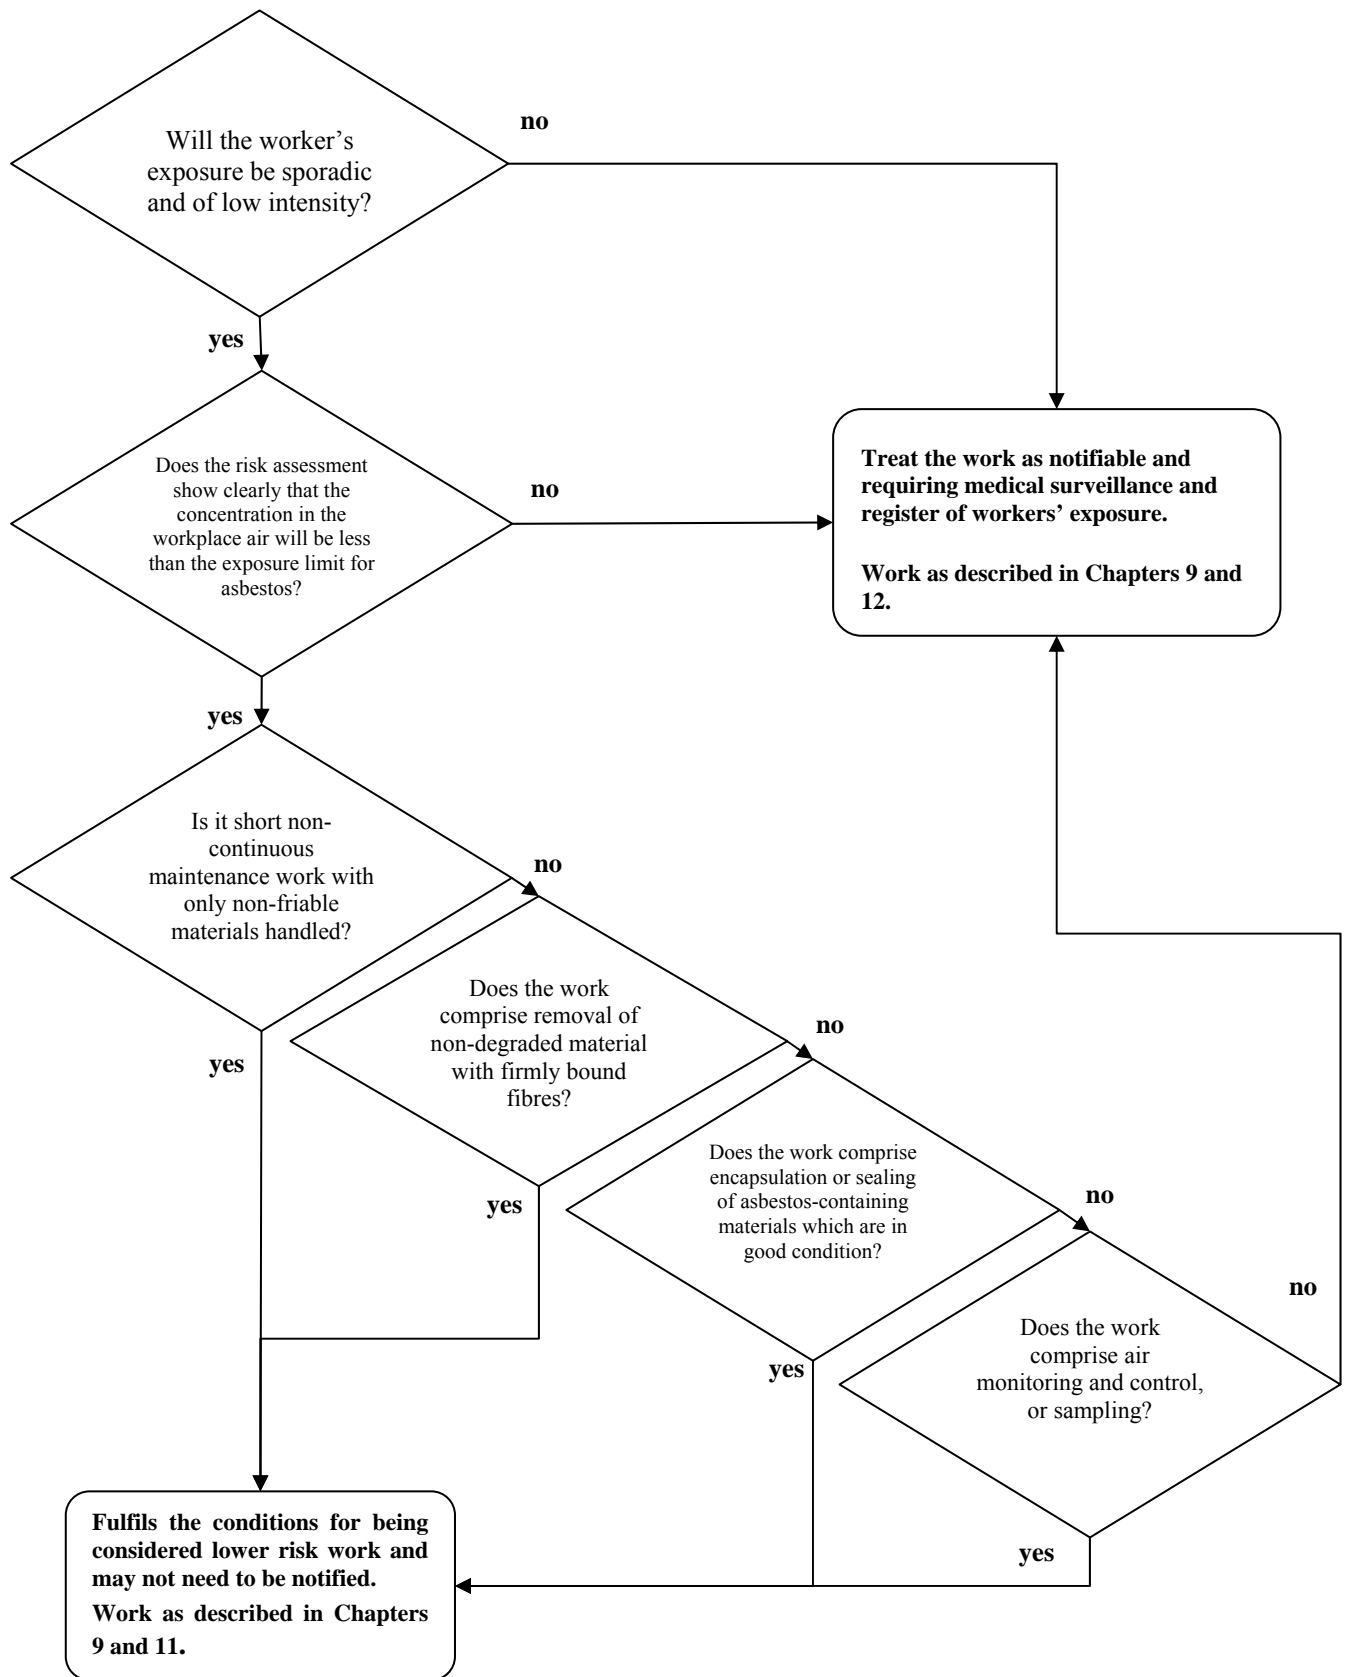 Will the worker’s
exposure be sporadic
and of low intensity?
no
yes
Does the risk assessment
show clearly that the
concentration in the
workplace air will be less
than the exposure limit for
asbestos?
no
Treat the work as notifiable and
requiring medical surveillance and
register of workers’ exposure.
Work as described in Chapters 9 and
12.
yes
Is it short non-
continuous
maintenance work with
only non-friable
materials handled?
no
yes
Does the work
comprise removal of
non-degraded material
with firmly bound
fibres?
no
yes
Does the work comprise
encapsulation or sealing
of asbestos-containing
materials which are in
good condition?
no
yes
Does the work
comprise air
monitoring and control,
or sampling?
no
yes
Fulfils the conditions for being
considered lower risk work and
may not need to be notified.
Work as described in Chapters
9 and 11.